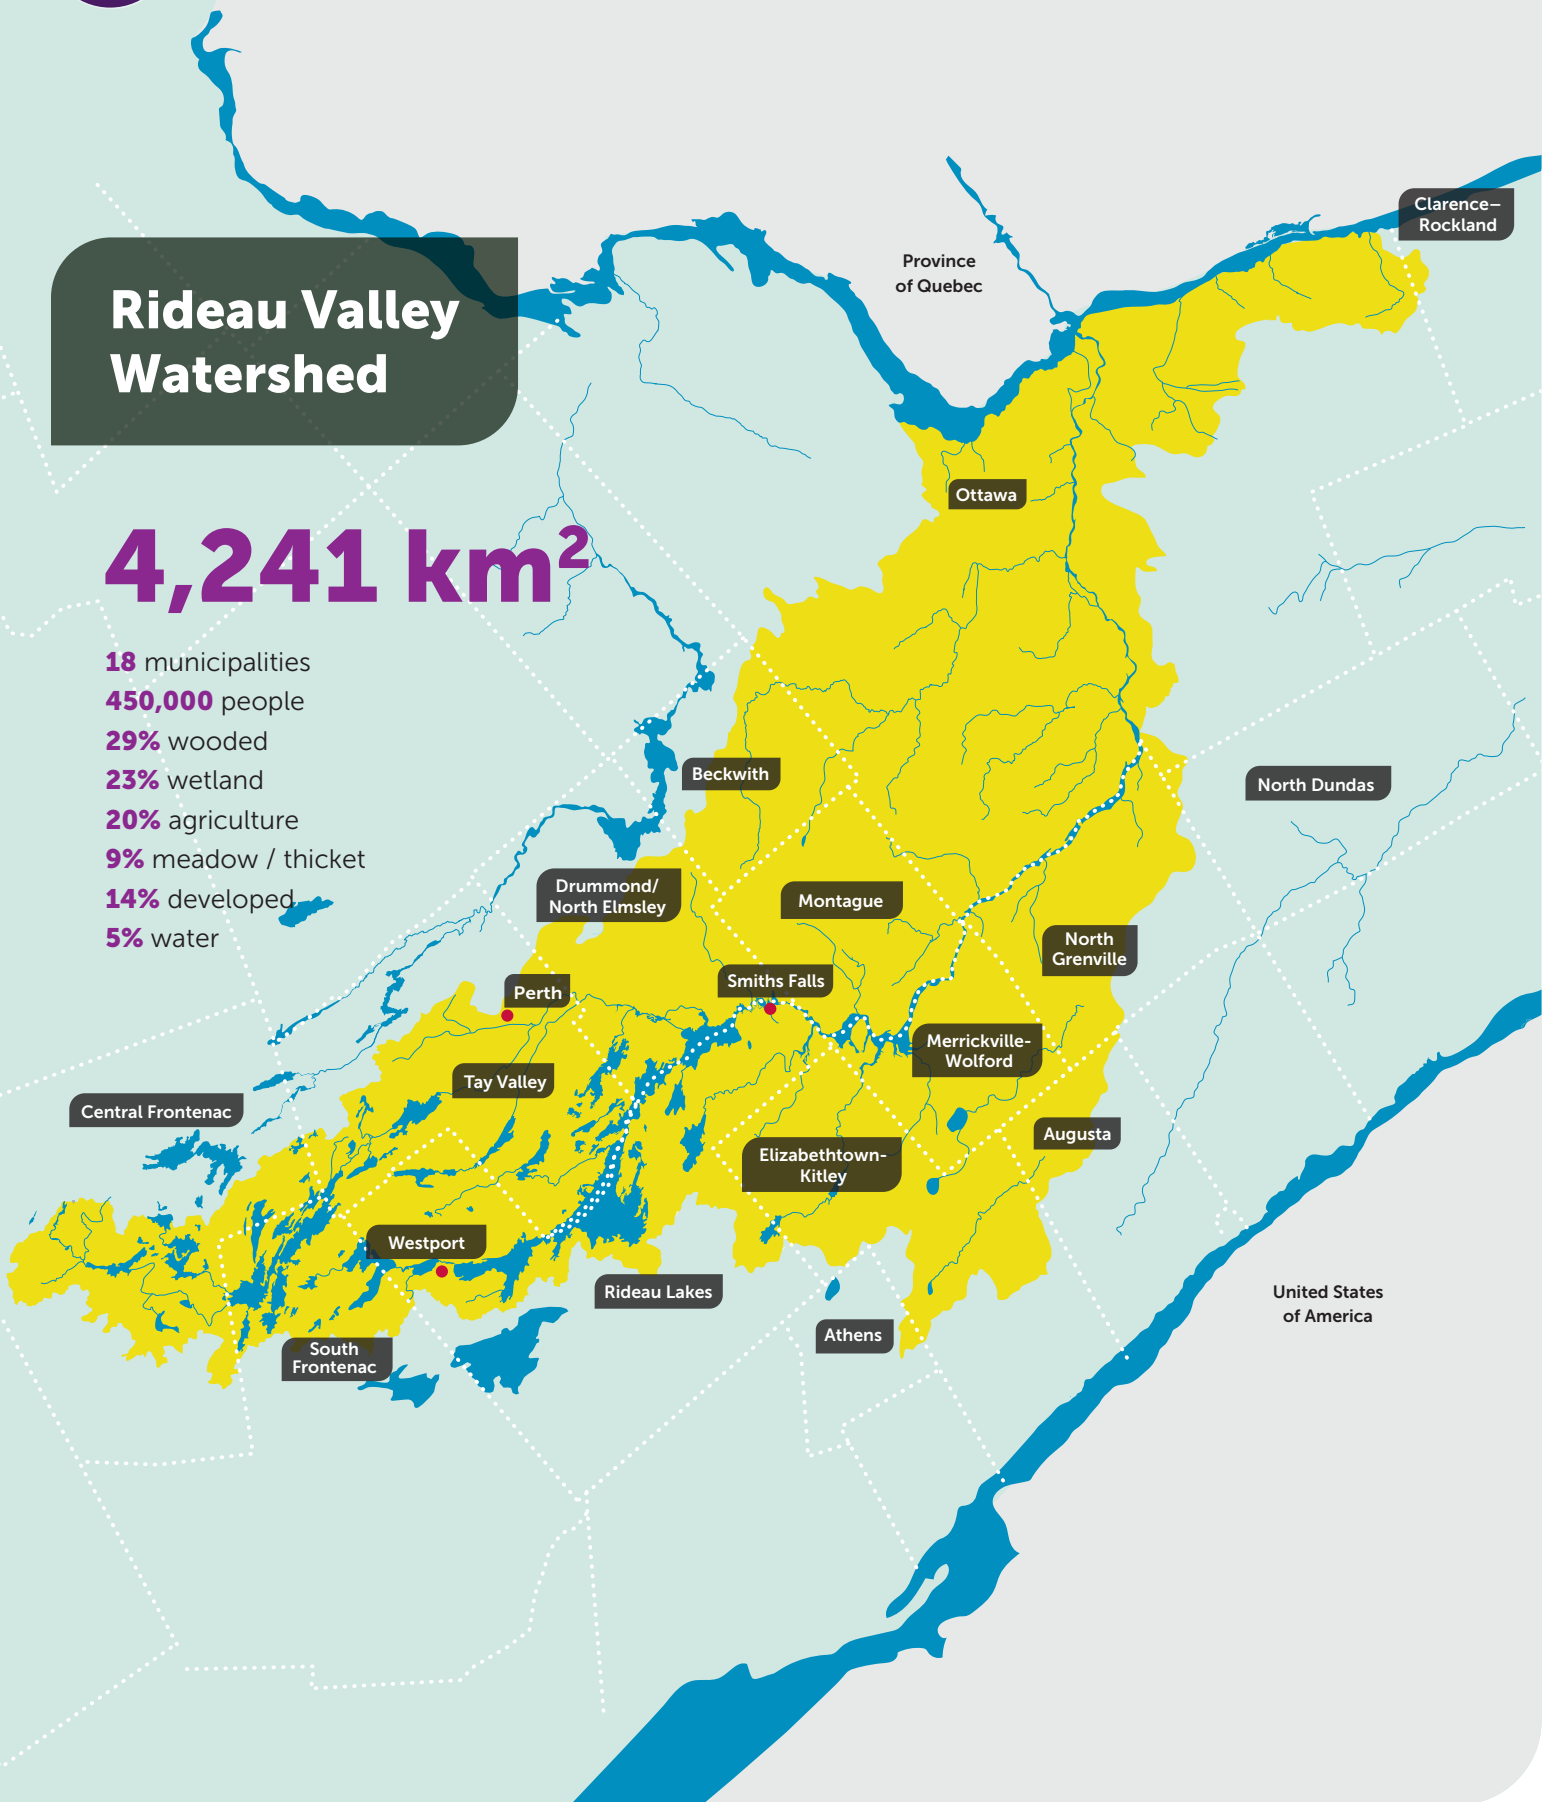 Clarence–
Rockland
Province
of Quebec
Rideau Valley
Watershed
Ottawa
4,241 km²
18 municipalities
450,000 people
29% wooded
23% wetland
20% agriculture
9% meadow / thicket
14% developed
5% water
Beckwith
North Dundas
Drummond/
North Elmsley
Montague
North
Grenville
Smiths Falls
Perth
Merrickville-
Wolford
Tay Valley
Central Frontenac
Augusta
Elizabethtown-
Kitley
Westport
Rideau Lakes
United States
of America
Athens
South
Frontenac